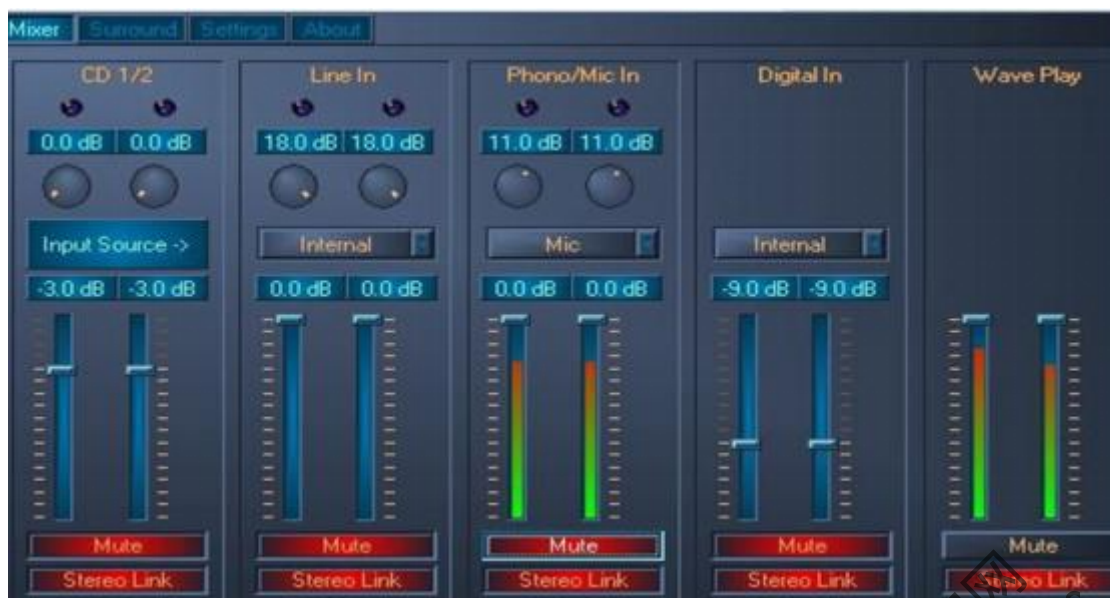 Mixer Surround Settings About
CD 1/2 Line In Phono/Mic In Digital In Wave Play
0.0 dB 0.0 dB 18.0 dB 18.0 dB 11.0 dB 11.0 dB
Input Source -> Internal Mic Internal
-3.0 dB -3.0 dB 0.0 dB 0.0 dB 0.0 dB 0.0 dB -9.0 dB -9.0 dB
Mute Mute Mute Mute Mute
Stereo Link Stereo Link Stereo Link Stereo Link Stereo Link